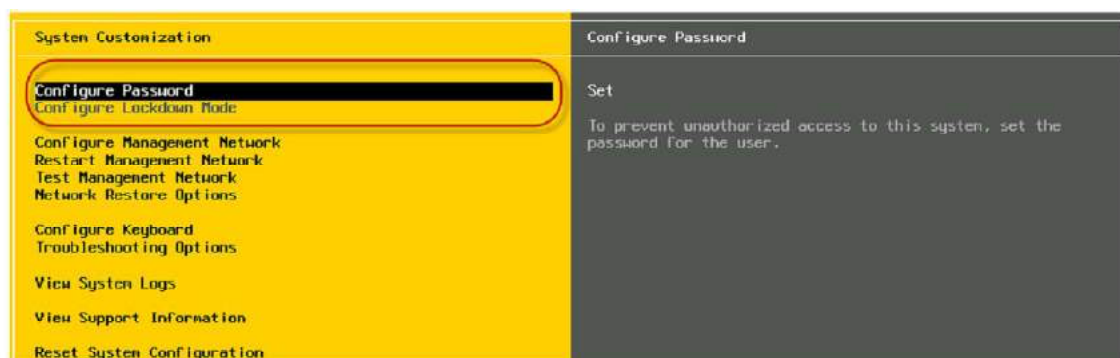 System Customization
Configure Password
Configure Lockdown Mode
Configure Management Network
Restart Management Network
Test Management Network
Network Restore Options
Configure Keyboard
Troubleshooting Options
View System Logs
View Support Information
Reset System Configuration
Configure Password
Set
To prevent unauthorized access to this system, set the
password for the user.